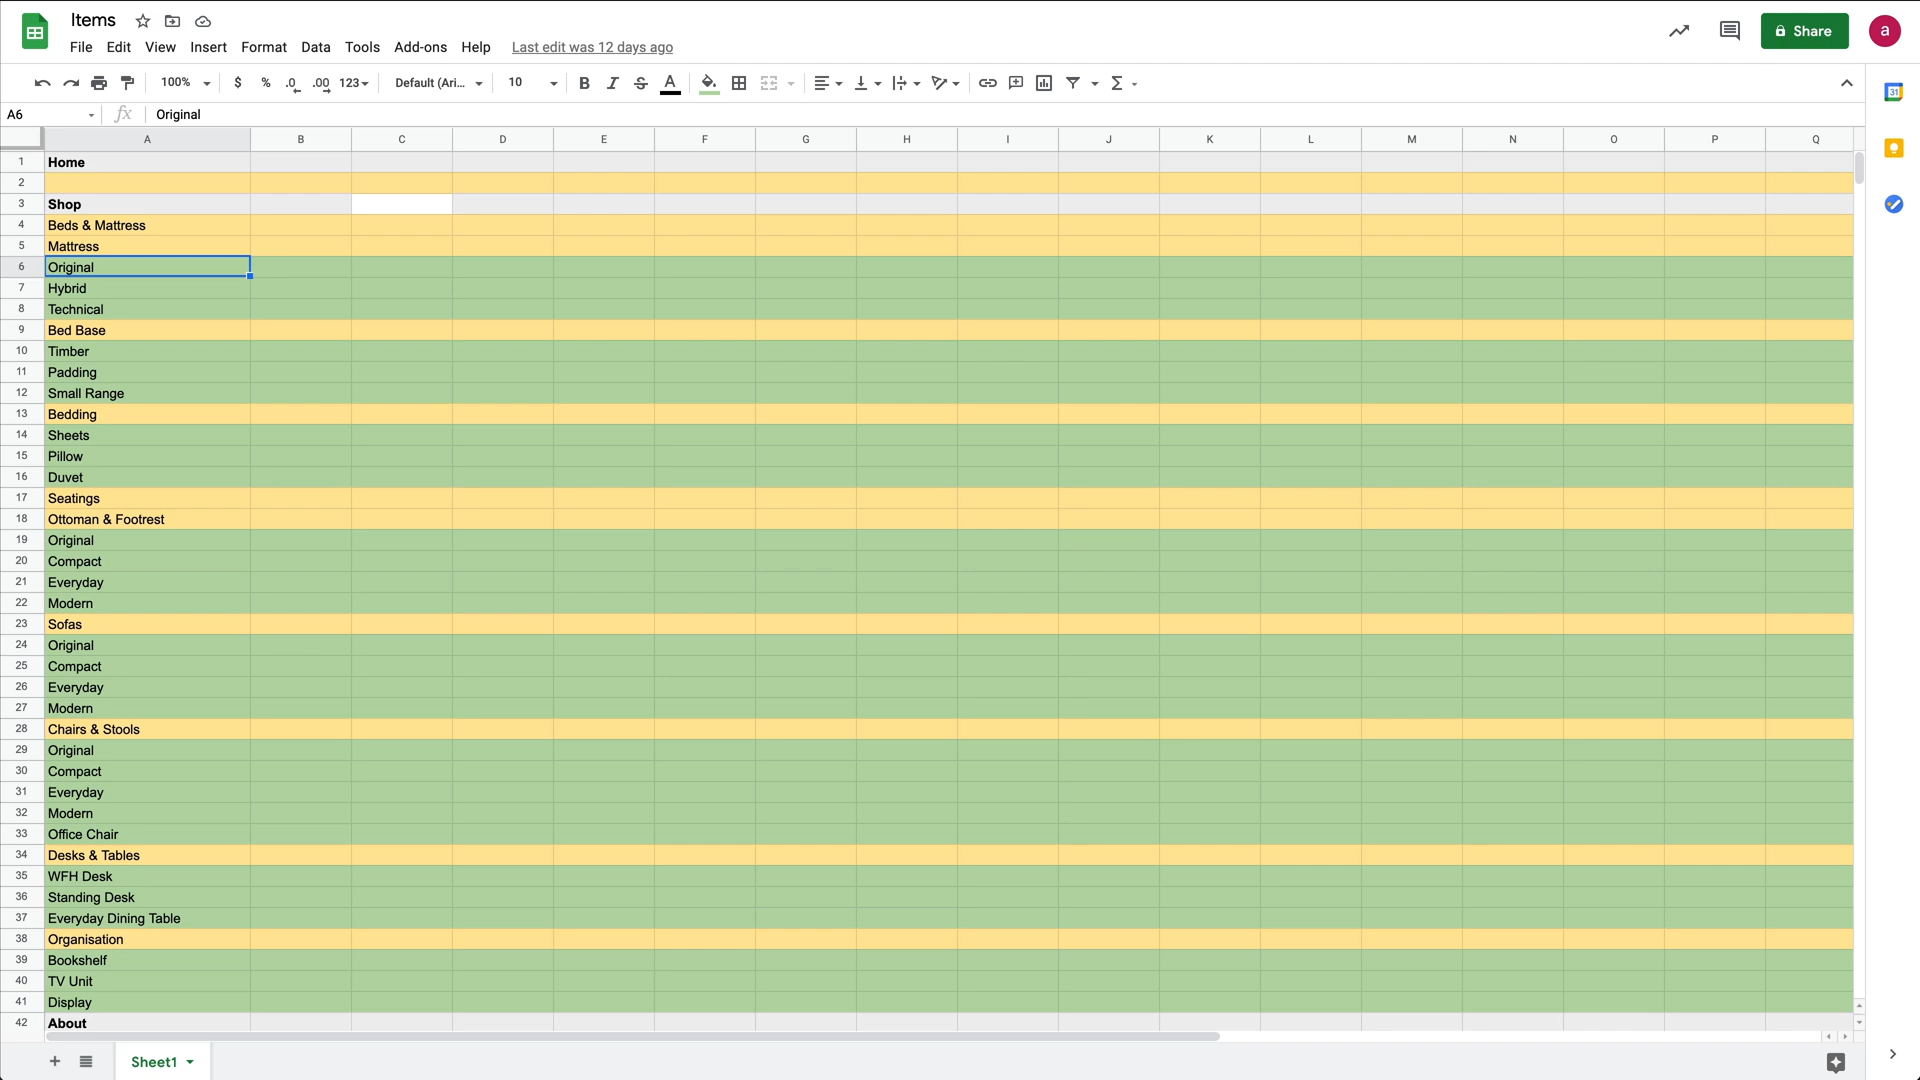 Items
File Edit View Insert Format Data Tools Add-ons Help Last edit was 12 days ago
Share
a
100% $ % .0 .00 123 Default (Ari... 10 B I S A Σ
31
A6 fx Original
A B C D E F G H I J K L M N O P Q
1 Home
2
3 Shop
4 Beds & Mattress
5 Mattress
6 Original
7 Hybrid
8 Technical
9 Bed Base
10 Timber
11 Padding
12 Small Range
13 Bedding
14 Sheets
15 Pillow
16 Duvet
17 Seatings
18 Ottoman & Footrest
19 Original
20 Compact
21 Everyday
22 Modern
23 Sofas
24 Original
25 Compact
26 Everyday
27 Modern
28 Chairs & Stools
29 Original
30 Compact
31 Everyday
32 Modern
33 Office Chair
34 Desks & Tables
35 WFH Desk
36 Standing Desk
37 Everyday Dining Table
38 Organisation
39 Bookshelf
40 TV Unit
41 Display
42 About
Sheet1